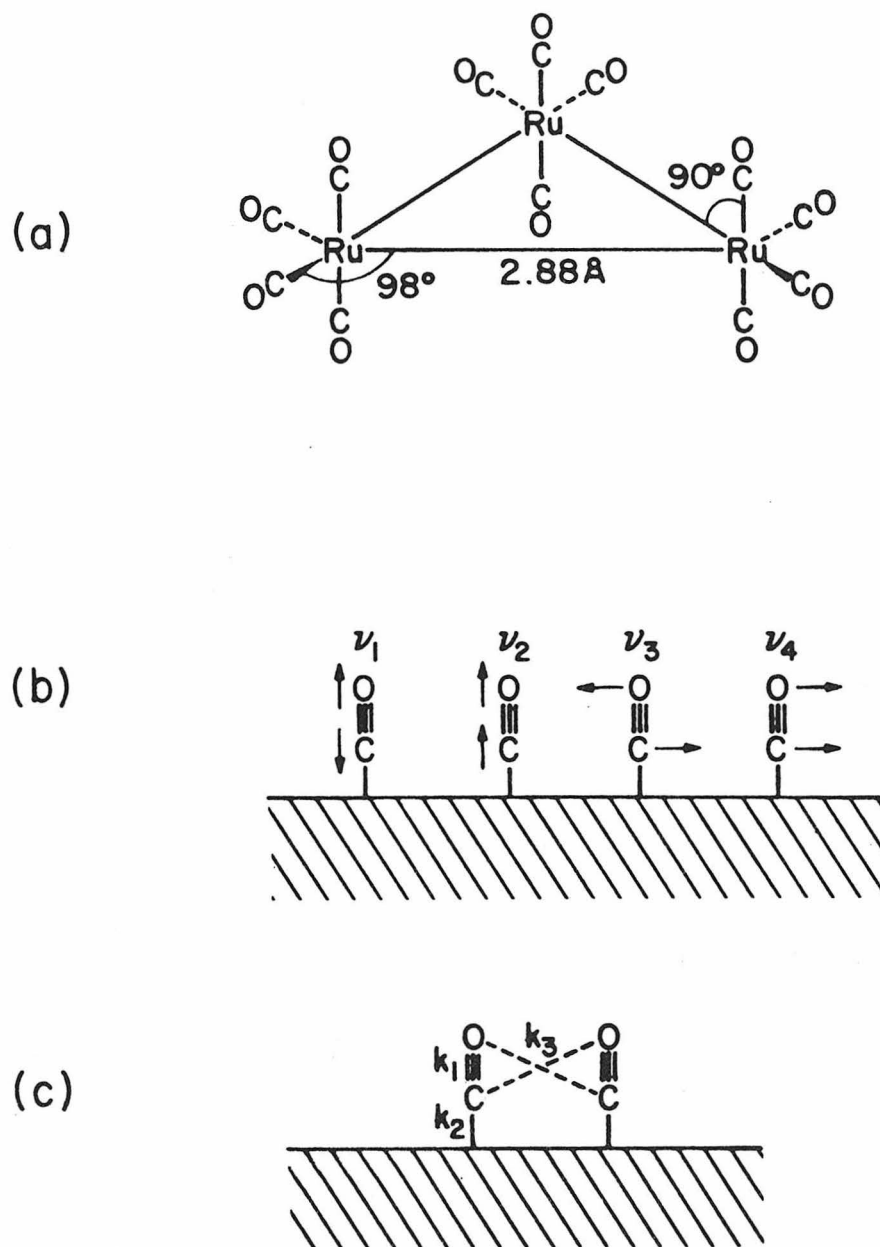 (a)
O
C
OC CO
Ru
C
O
O
C
OC
Ru
OC
98°
C
O
2.88Å
90°
O
C
CO
Ru
CO
C
O
(b)
ν₁ ν₂ ν₃ ν₄
O O O O
C C C C
(c)
O k₃ O
k₁
C C
k₂